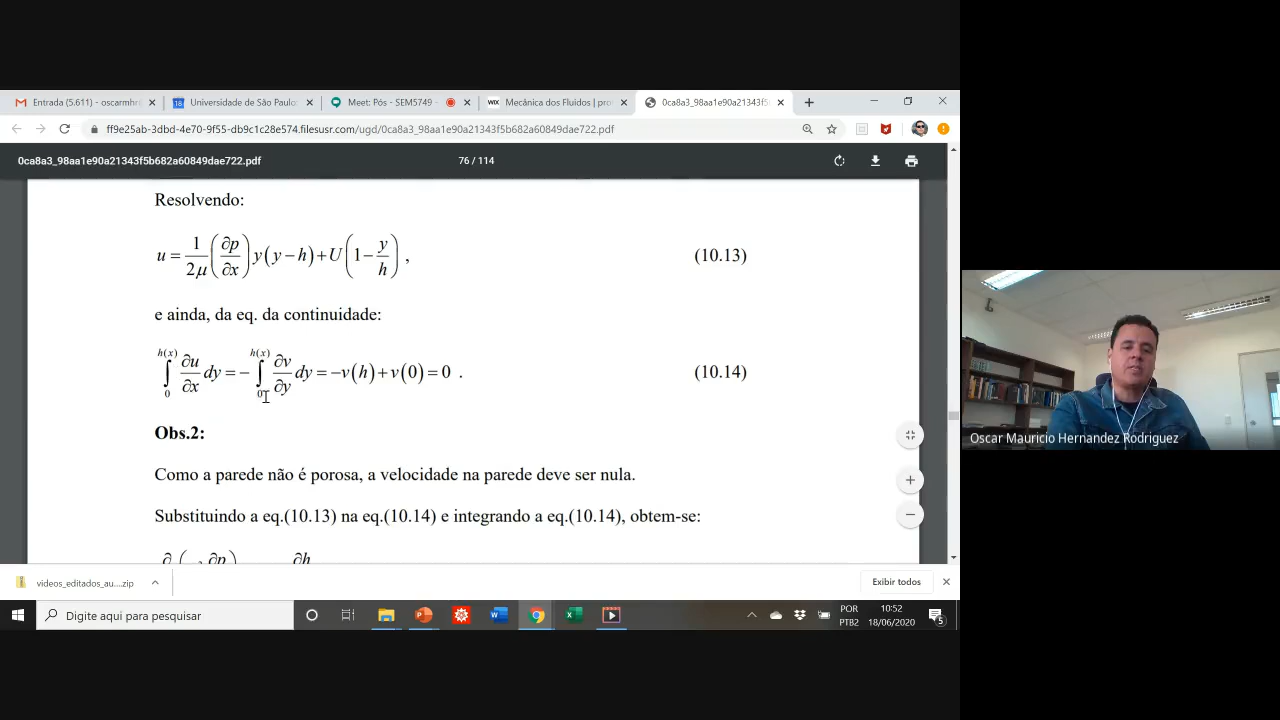 Entrada (5.611) - oscarmhr
Universidade de São Paulo
Meet: Pós - SEM5749 -
WIX Mecânica dos Fluidos | pro
0ca8a3_98aa1e90a21343f5
ff9e25ab-3dbd-4e70-9f65-db9c1c28e574.filesusr.com/ugd/0ca8a3_98aa1e90a21343f5b682a60849dae722.pdf
0ca8a3_98aa1e90a21343f5b682a60849dae722.pdf
76 / 114
Resolvendo:
u = 1/2μ (∂p/∂x) y(y−h) + U(1 − y/h) , (10.13)
e ainda, da eq. da continuidade:
∫₀^h(x) ∂u/∂x dy = − ∫₀^h(x) ∂v/∂y dy = −v(h) + v(0) = 0 . (10.14)
Obs.2:
Como a parede não é porosa, a velocidade na parede deve ser nula.
Substituindo a eq.(10.13) na eq.(10.14) e integrando a eq.(10.14), obtem-se:
Oscar Mauricio Hernandez Rodriguez
videos_editados_au....zip
Exibir todos
Digite aqui para pesquisar
POR
PTB2
10:52
18/06/2020
5